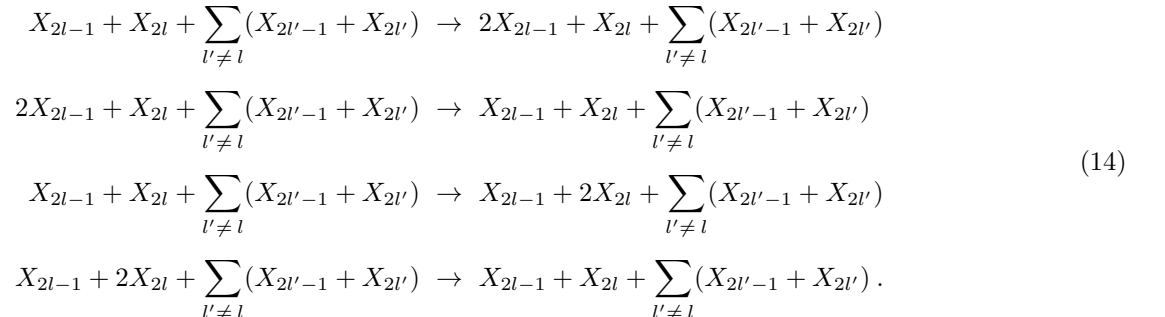 $X_{2l-1} + X_{2l} + \sum_{l' \neq l} (X_{2l'-1} + X_{2l'}) \rightarrow 2X_{2l-1} + X_{2l} + \sum_{l' \neq l} (X_{2l'-1} + X_{2l'})$
$2X_{2l-1} + X_{2l} + \sum_{l' \neq l} (X_{2l'-1} + X_{2l'}) \rightarrow X_{2l-1} + X_{2l} + \sum_{l' \neq l} (X_{2l'-1} + X_{2l'})$
(14)
$X_{2l-1} + X_{2l} + \sum_{l' \neq l} (X_{2l'-1} + X_{2l'}) \rightarrow X_{2l-1} + 2X_{2l} + \sum_{l' \neq l} (X_{2l'-1} + X_{2l'})$
$X_{2l-1} + 2X_{2l} + \sum_{l' \neq l} (X_{2l'-1} + X_{2l'}) \rightarrow X_{2l-1} + X_{2l} + \sum_{l' \neq l} (X_{2l'-1} + X_{2l'}) .$